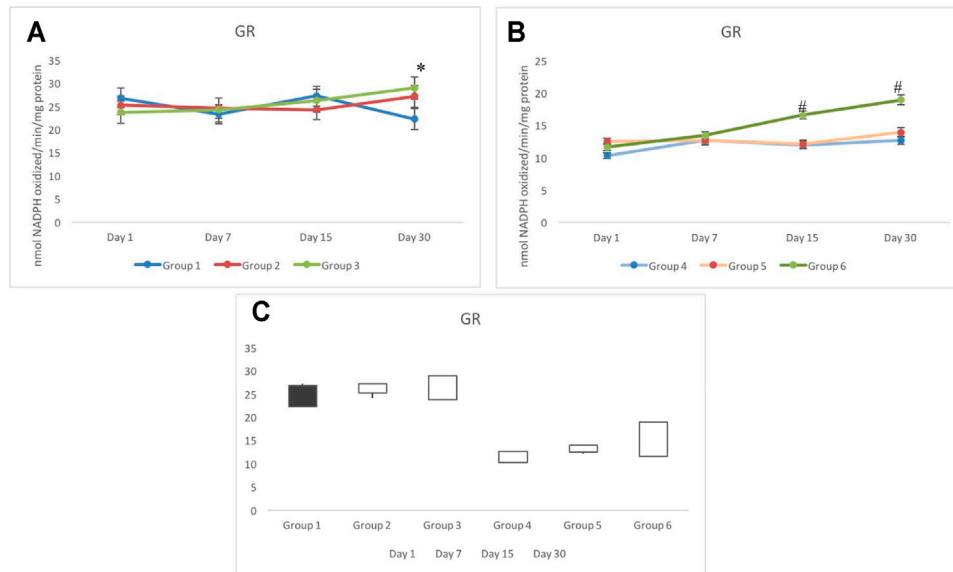 A
GR
nmol NADPH oxidized/min/mg protein
35
30
25
20
15
10
5
0
*
Day 1 Day 7 Day 15 Day 30
Group 1 Group 2 Group 3
B
GR
nmol NADPH oxidized/min/mg protein
25
20
15
10
5
0
# #
Day 1 Day 7 Day 15 Day 30
Group 4 Group 5 Group 6
C
GR
35
30
25
20
15
10
5
0
Group 1 Group 2 Group 3 Group 4 Group 5 Group 6
Day 1 Day 7 Day 15 Day 30